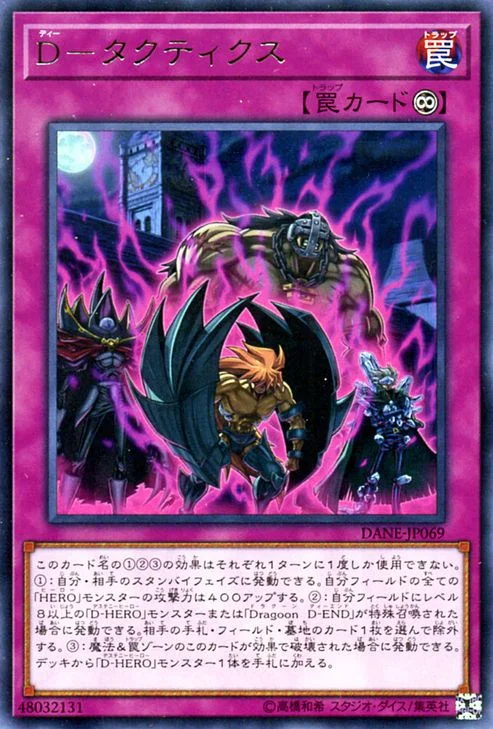 D－タクティクス
罠
【罠カード∞】
DANE-JP069
このカード名の①②③の効果はそれぞれ1ターンに1度しか使用できない。
①：自分・相手のスタンバイフェイズに発動できる。自分フィールドの全ての
「HERO」モンスターの攻撃力は４００アップする。②：自分フィールドにレベル
８以上の「D-HERO」モンスターまたは「Dragoon D-END」が特殊召喚された
場合に発動できる。相手の手札・フィールド・墓地のカード1枚を選んで除外
する。③：魔法&罠ゾーンのこのカードが効果で破壊された場合に発動できる。
デッキから「D-HERO」モンスター1体を手札に加える。
48032131
©高橋和希 スタジオ・ダイス/集英社